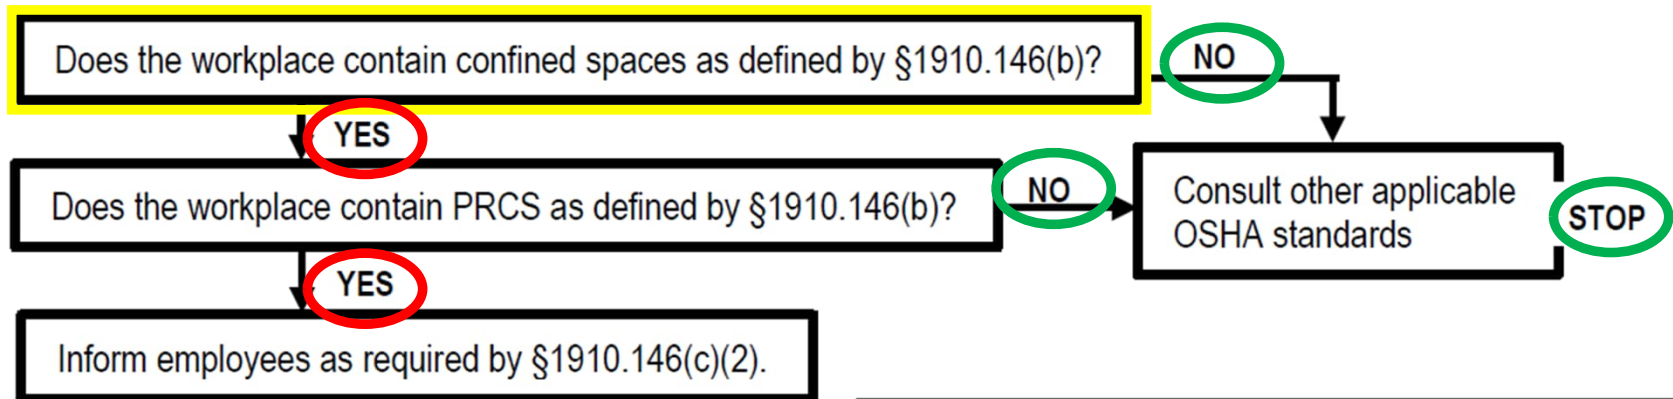 Does the workplace contain confined spaces as defined by §1910.146(b)?
NO
YES
Does the workplace contain PRCS as defined by §1910.146(b)?
NO
Consult other applicable
OSHA standards
STOP
YES
Inform employees as required by §1910.146(c)(2).